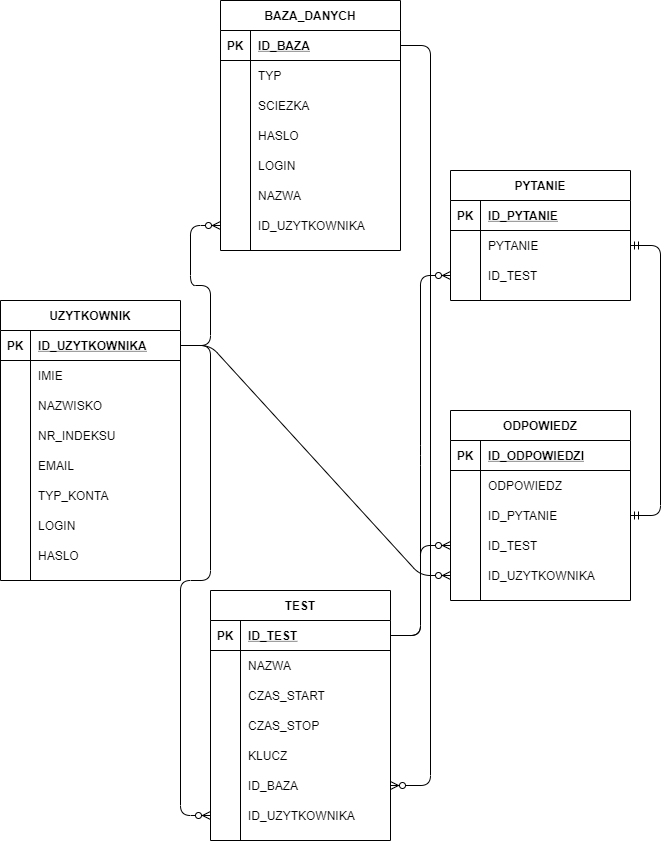 BAZA_DANYCH
PK ID_BAZA
TYP
SCIEZKA
HASLO
LOGIN
NAZWA
ID_UZYTKOWNIKA
PYTANIE
PK ID_PYTANIE
PYTANIE
ID_TEST
UZYTKOWNIK
PK ID_UZYTKOWNIKA
IMIE
NAZWISKO
NR_INDEKSU
EMAIL
TYP_KONTA
LOGIN
HASLO
ODPOWIEDZ
PK ID_ODPOWIEDZI
ODPOWIEDZ
ID_PYTANIE
ID_TEST
ID_UZYTKOWNIKA
TEST
PK ID_TEST
NAZWA
CZAS_START
CZAS_STOP
KLUCZ
ID_BAZA
ID_UZYTKOWNIKA